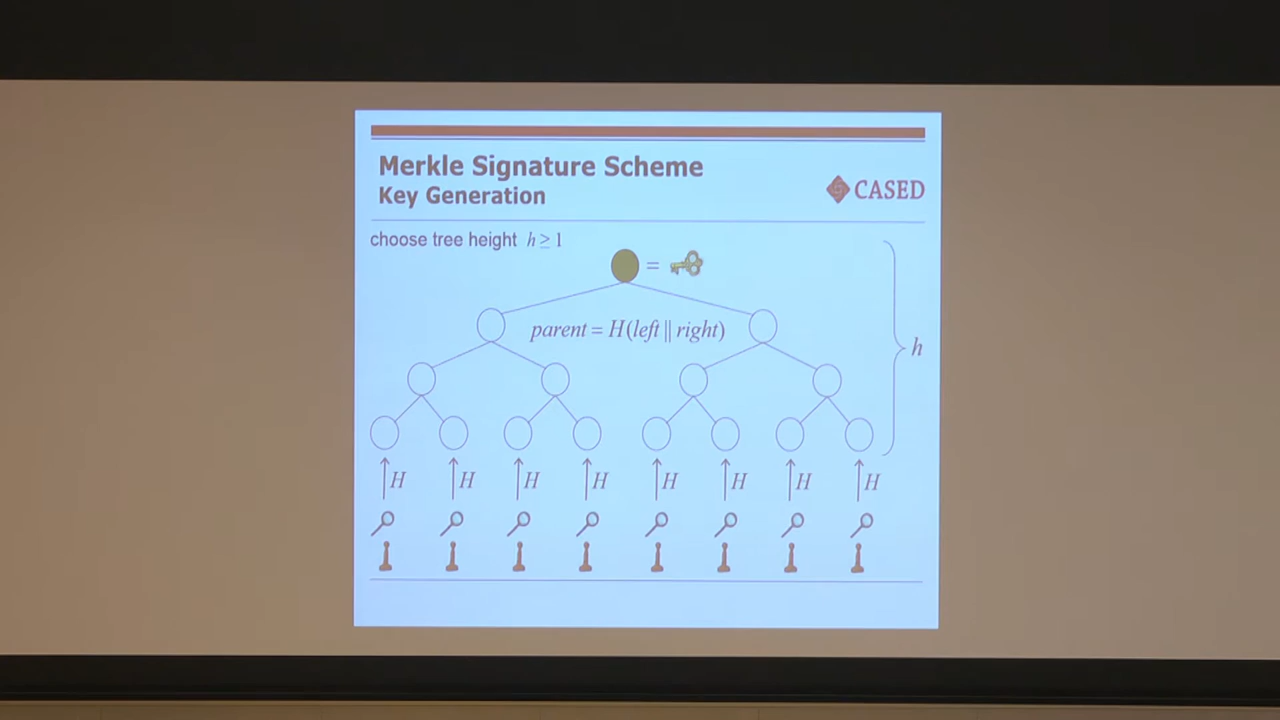 Merkle Signature Scheme
Key Generation
CASED
choose tree height h ≥ 1
=
parent = H(left || right)
h
H H H H H H H H